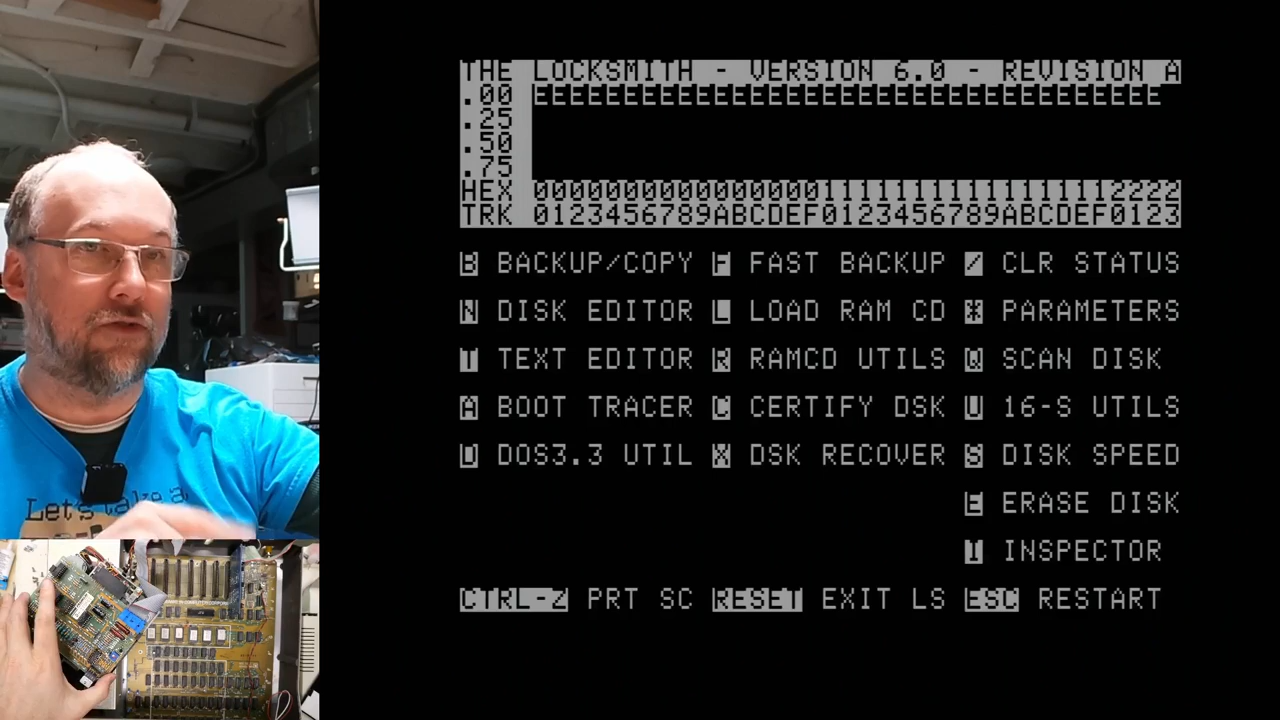 THE LOCKSMITH - VERSION 6.0 - REVISION A
.00 EEEEEEEEEEEEEEEEEEEEEEEEEEEEEEEEEEE
.25
.50
.75
HEX 000000000000000011111111111111112222
TRK 0123456789ABCDEF0123456789ABCDEF0123
B BACKUP/COPY F FAST BACKUP / CLR STATUS
N DISK EDITOR L LOAD RAM CD * PARAMETERS
T TEXT EDITOR R RAMCD UTILS Q SCAN DISK
A BOOT TRACER C CERTIFY DSK U 16-S UTILS
D DOS3.3 UTIL X DSK RECOVER S DISK SPEED
E ERASE DISK
I INSPECTOR
CTRL-Z PRT SC RESET EXIT LS ESC RESTART
Let's take a